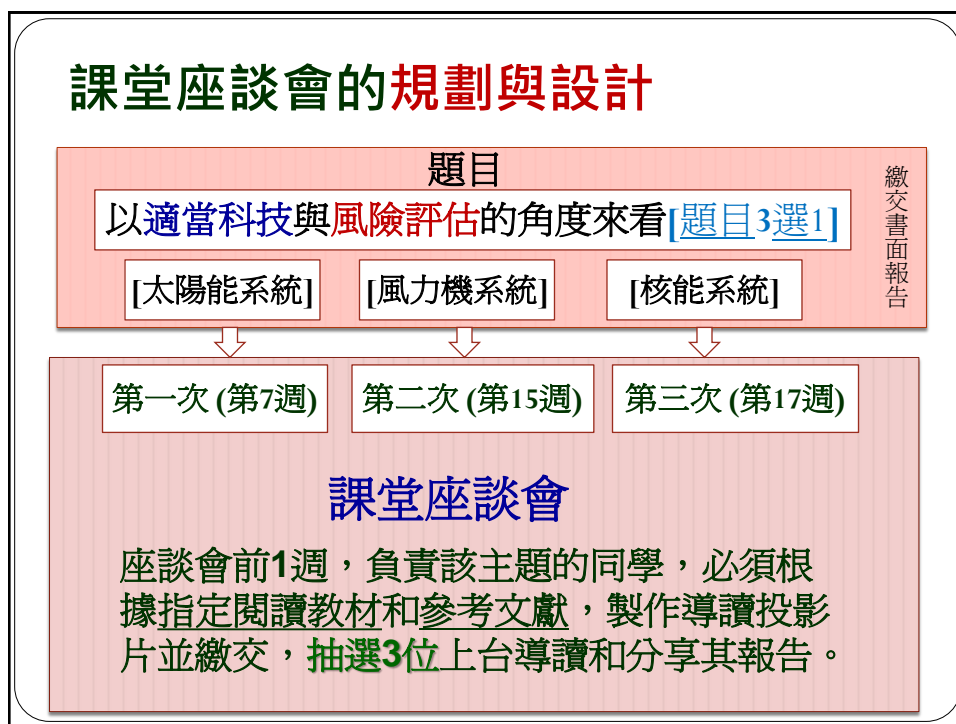 課堂座談會的規劃與設計
題目
繳交書面報告
以適當科技與風險評估的角度來看[題目3選1]
[太陽能系統]
[風力機系統]
[核能系統]
第一次 (第7週)
第二次 (第15週)
第三次 (第17週)
課堂座談會
座談會前1週，負責該主題的同學，必須根
據指定閱讀教材和參考文獻，製作導讀投影
片並繳交，抽選3位上台導讀和分享其報告。